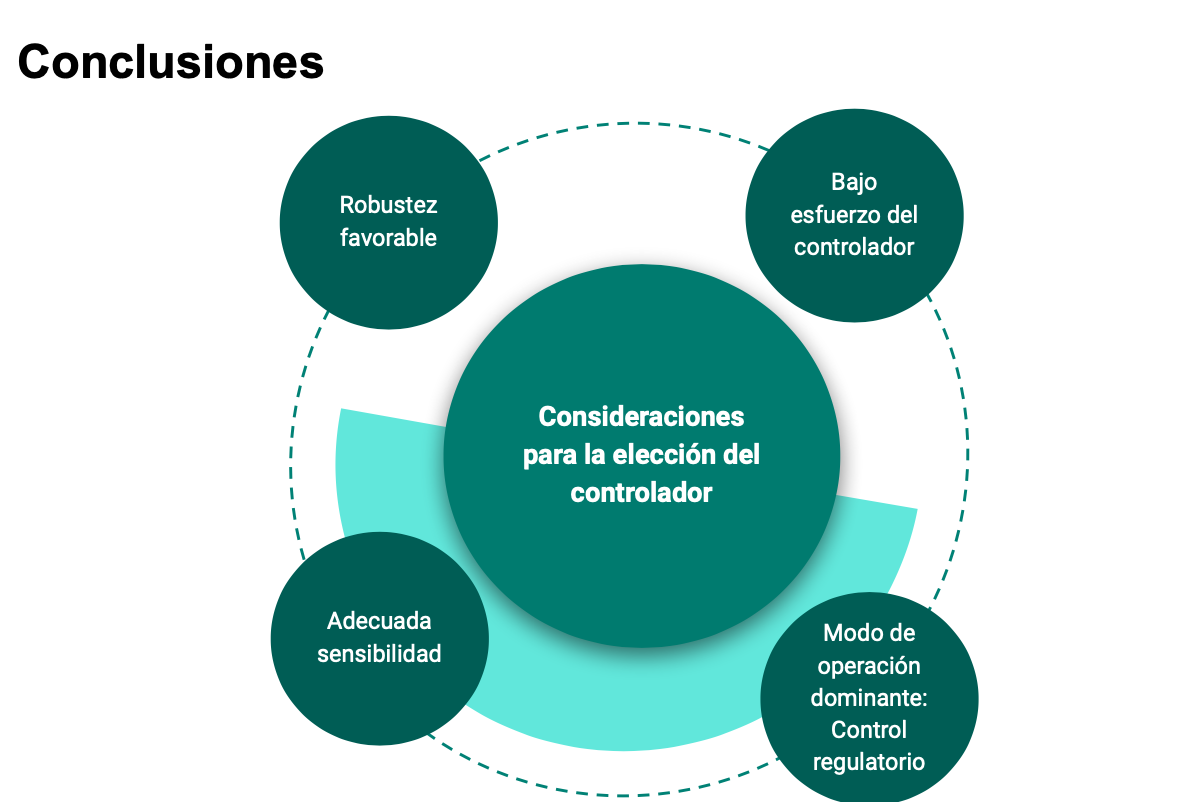 Conclusiones
Robustez
favorable
Bajo
esfuerzo del
controlador
Consideraciones
para la elección del
controlador
Adecuada
sensibilidad
Modo de
operación
dominante:
Control
regulatorio